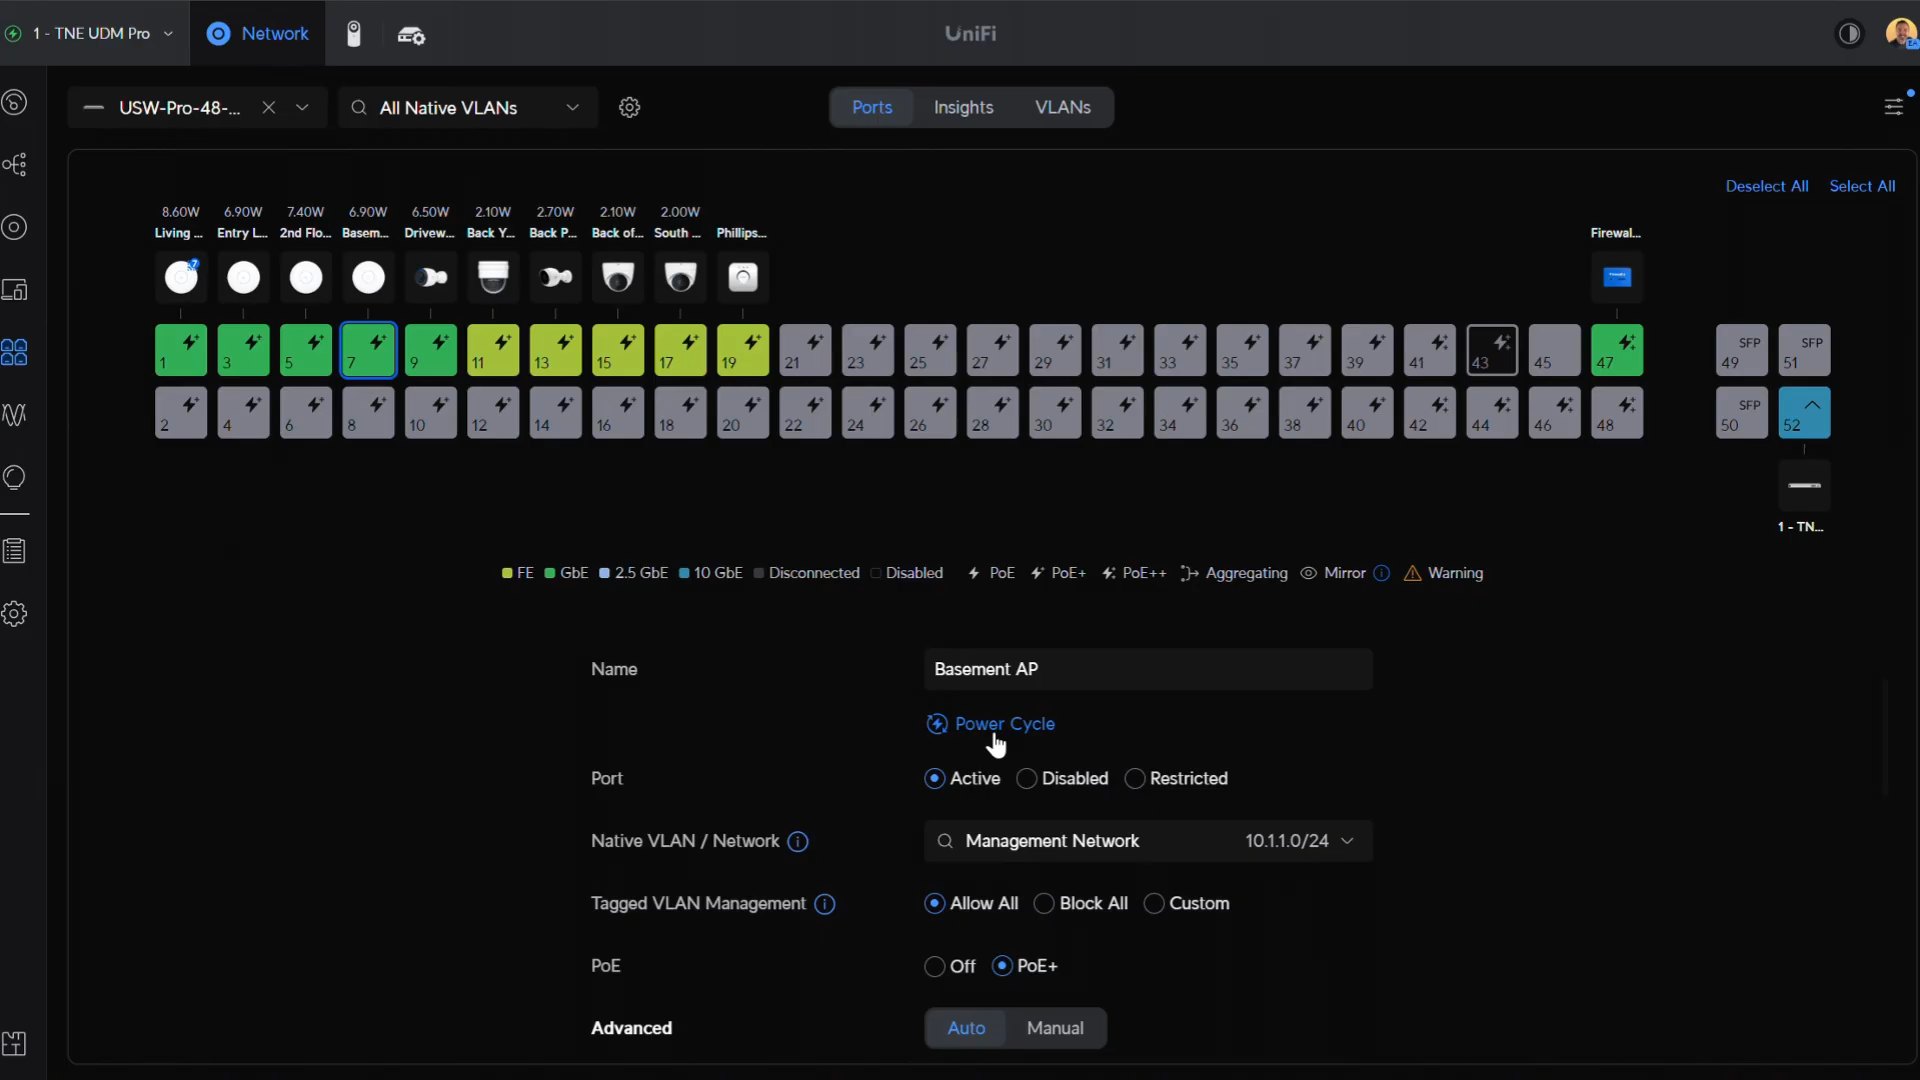 1 - TNE UDM Pro
Network
UniFi
USW-Pro-48-...
All Native VLANs
Ports
Insights
VLANs
Deselect All
Select All
8.60W 6.90W 7.40W 6.90W 6.50W 2.10W 2.70W 2.10W 2.00W
Living ... Entry L... 2nd Flo... Basem... Drivew... Back Y... Back P... Back of... South ... Phillips... Firewal...
7
1 3 5 7 9 11 13 15 17 19 21 23 25 27 29 31 33 35 37 39 41 43 45 47 SFP 49 SFP 51
2 4 6 8 10 12 14 16 18 20 22 24 26 28 30 32 34 36 38 40 42 44 46 48 SFP 50 52
1 - TN...
FE GbE 2.5 GbE 10 GbE Disconnected Disabled PoE PoE+ PoE++ Aggregating Mirror Warning
Name
Basement AP
Power Cycle
Port
Active Disabled Restricted
Native VLAN / Network
Management Network 10.1.1.0/24
Tagged VLAN Management
Allow All Block All Custom
PoE
Off PoE+
Advanced
Auto Manual